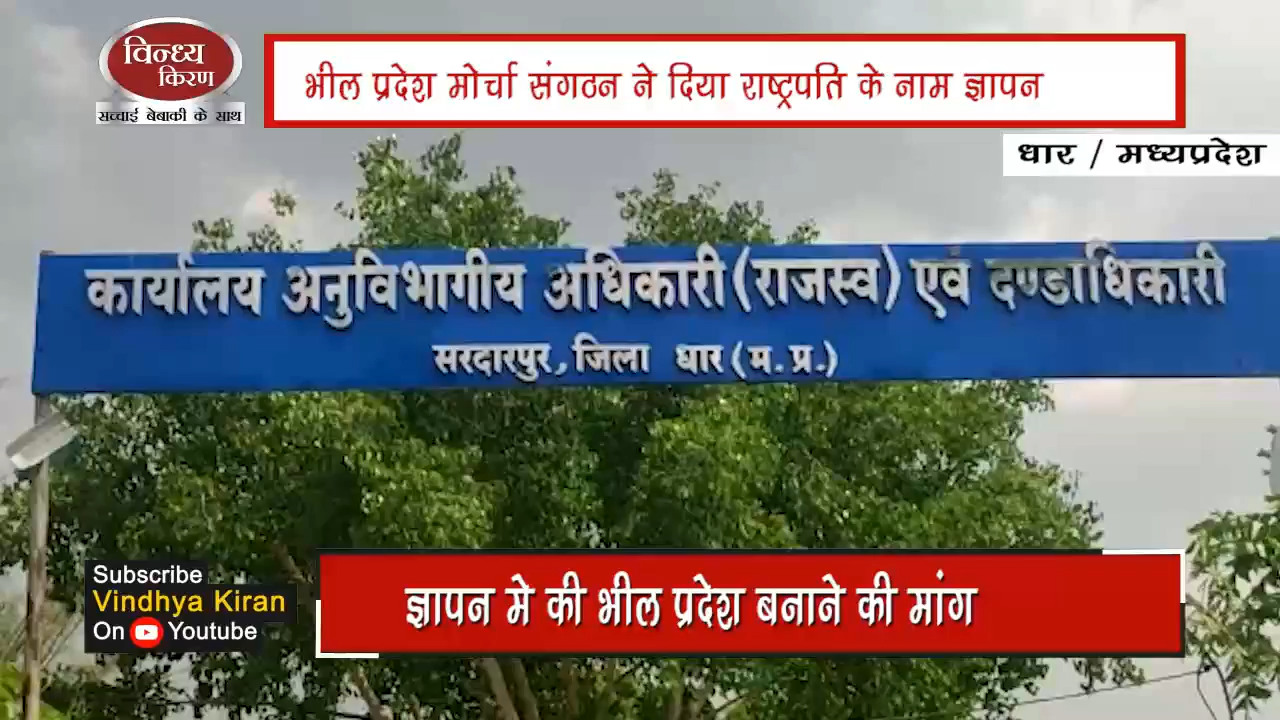 विन्ध्य
किरण
सच्चाई बेबाकी के साथ
भील प्रदेश मोर्चा संगठन ने दिया राष्ट्रपति के नाम ज्ञापन
धार / मध्यप्रदेश
कार्यालय अनुविभागीय अधिकारी (राजस्व) एवं दण्डाधिकारी
सरदारपुर, जिला धार (म. प्र.)
Subscribe
Vindhya Kiran
On Youtube
ज्ञापन मे की भील प्रदेश बनाने की मांग